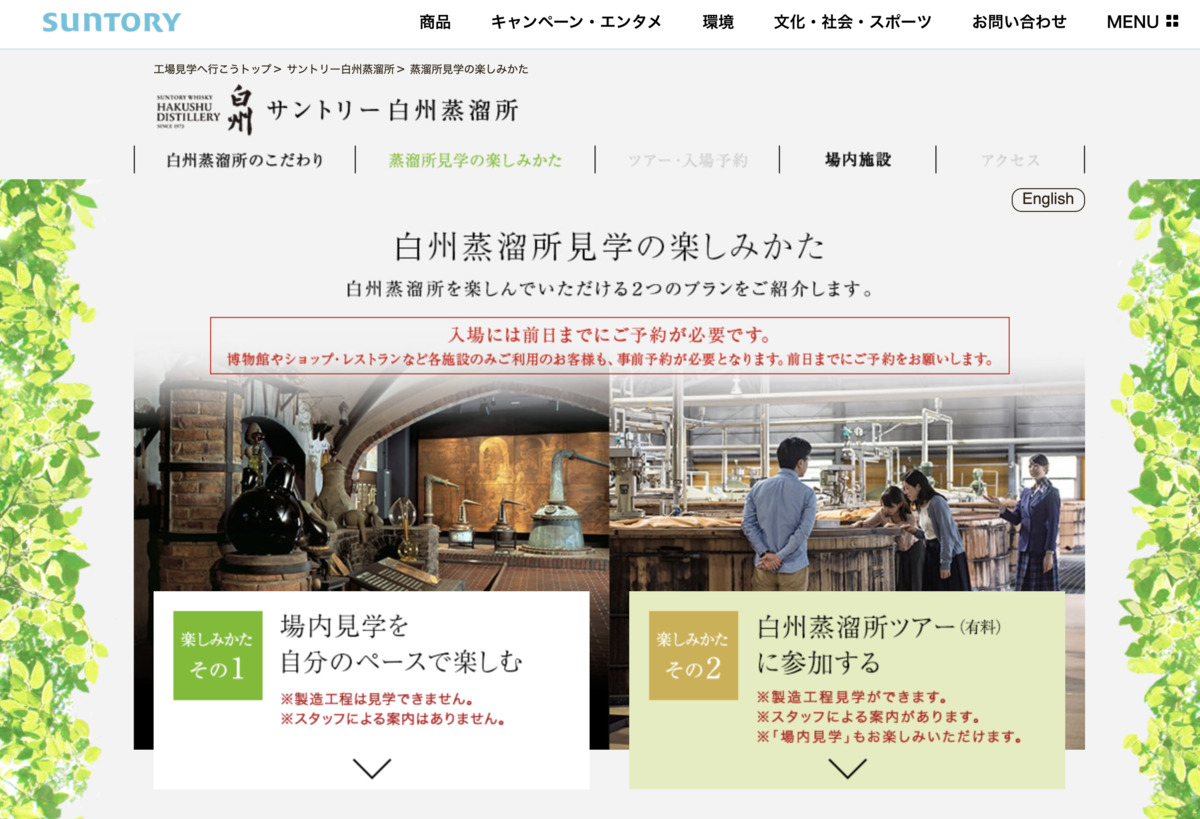 SUNTORY
商品 キャンペーン・エンタメ 環境 文化・社会・スポーツ お問い合わせ MENU
工場見学へ行こうトップ > サントリー白州蒸溜所 > 蒸溜所見学の楽しみかた
SUNTORY WHISKY
HAKUSHU
DISTILLERY
SINCE 1973
白州
サントリー白州蒸溜所
白州蒸溜所のこだわり 蒸溜所見学の楽しみかた ツアー・入場予約 場内施設 アクセス
English
白州蒸溜所見学の楽しみかた
白州蒸溜所を楽しんでいただける2つのプランをご紹介します。
入場には前日までにご予約が必要です。
博物館やショップ・レストランなど各施設のみご利用のお客様も、事前予約が必要となります。前日までにご予約をお願いします。
楽しみかた
その1
場内見学を
自分のペースで楽しむ
※製造工程は見学できません。
※スタッフによる案内はありません。
楽しみかた
その2
白州蒸溜所ツアー(有料)
に参加する
※製造工程見学ができます。
※スタッフによる案内があります。
※「場内見学」もお楽しみいただけます。